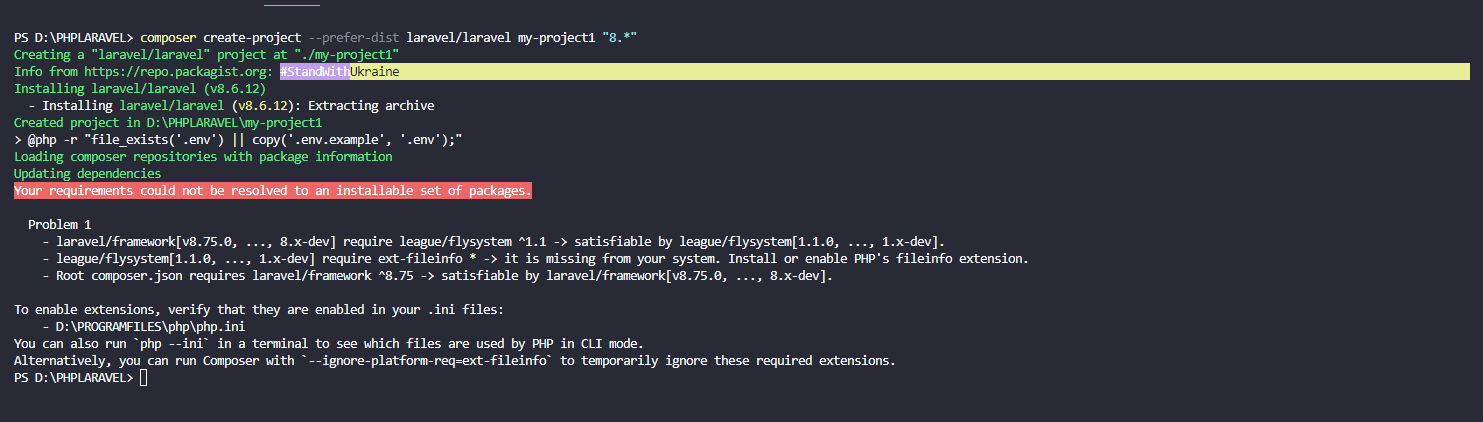 PS D:\PHPLARAVEL> composer create-project --prefer-dist laravel/laravel my-project1 "8.*"
Creating a "laravel/laravel" project at "./my-project1"
Info from https://repo.packagist.org: #StandWithUkraine
Installing laravel/laravel (v8.6.12)
  - Installing laravel/laravel (v8.6.12): Extracting archive
Created project in D:\PHPLARAVEL\my-project1
> @php -r "file_exists('.env') || copy('.env.example', '.env');"
Loading composer repositories with package information
Updating dependencies
Your requirements could not be resolved to an installable set of packages.
  Problem 1
    - laravel/framework[v8.75.0, ..., 8.x-dev] require league/flysystem ^1.1 -> satisfiable by league/flysystem[1.1.0, ..., 1.x-dev].
    - league/flysystem[1.1.0, ..., 1.x-dev] require ext-fileinfo * -> it is missing from your system. Install or enable PHP's fileinfo extension.
    - Root composer.json requires laravel/framework ^8.75 -> satisfiable by laravel/framework[v8.75.0, ..., 8.x-dev].
To enable extensions, verify that they are enabled in your .ini files:
    - D:\PROGRAMFILES\php\php.ini
You can also run `php --ini` in a terminal to see which files are used by PHP in CLI mode.
Alternatively, you can run Composer with `--ignore-platform-req=ext-fileinfo` to temporarily ignore these required extensions.
PS D:\PHPLARAVEL>